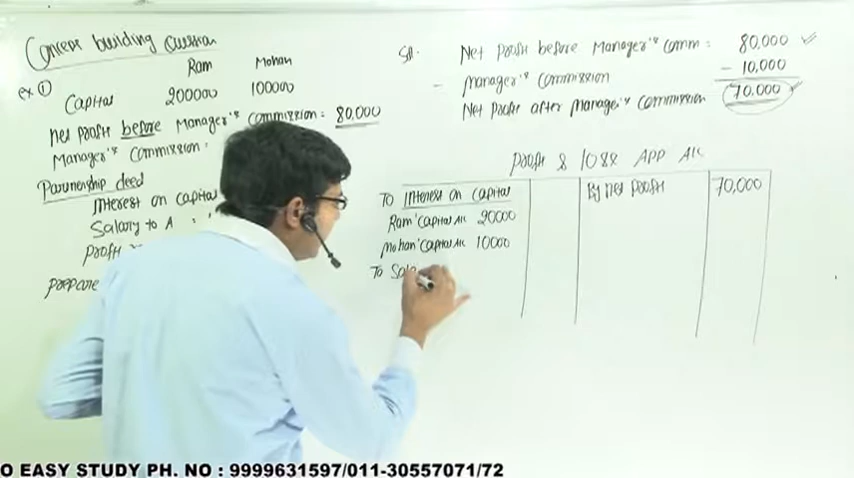 Concept building Question
ex ①
Ram Mohan
Capital 200000 100000
Net profit before Manager's Commission : 80,000
Manager's Commission :
Partnership deed
Interest on capital
Salary to A :
Profit
Prepare
Net Profit before Manager's Comm : 80,000
- Manager's Commission - 10,000
Net Profit after Manager's Commission 70,000
Profit & loss App A/c
To Interest on capital By Net Profit 70,000
Ram' Capital A/c 20000
Mohan' Capital A/c 10000
To Sala
O EASY STUDY PH. NO : 9999631597/011-30557071/72